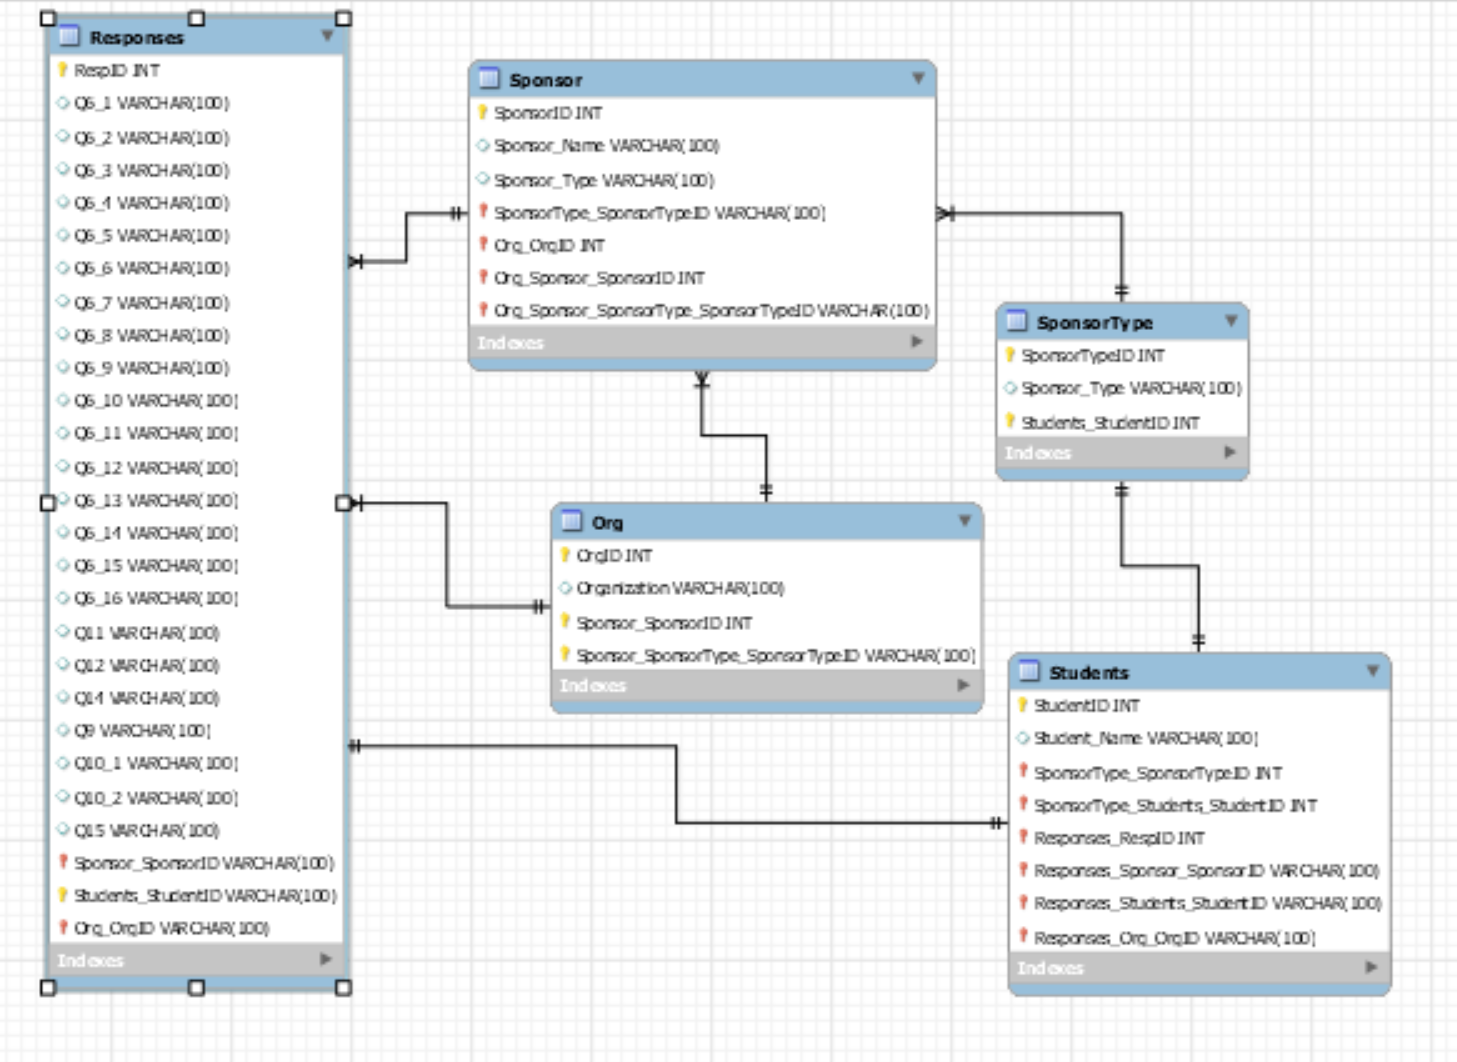 Responses
RespID INT
Q6_1 VARCHAR(100)
Q6_2 VARCHAR(100)
Q6_3 VARCHAR(100)
Q6_4 VARCHAR(100)
Q6_5 VARCHAR(100)
Q6_6 VARCHAR(100)
Q6_7 VARCHAR(100)
Q6_8 VARCHAR(100)
Q6_9 VARCHAR(100)
Q6_10 VARCHAR(100)
Q6_11 VARCHAR(100)
Q6_12 VARCHAR(100)
Q6_13 VARCHAR(100)
Q6_14 VARCHAR(100)
Q6_15 VARCHAR(100)
Q6_16 VARCHAR(100)
Q11 VARCHAR(100)
Q12 VARCHAR(100)
Q14 VARCHAR(100)
Q9 VARCHAR(100)
Q10_1 VARCHAR(100)
Q10_2 VARCHAR(100)
Q15 VARCHAR(100)
Sponsor_SponsorID VARCHAR(100)
Students_StudentID VARCHAR(100)
Org_OrgID VARCHAR(100)
Indexes
Sponsor
SponsorID INT
Sponsor_Name VARCHAR(100)
Sponsor_Type VARCHAR(100)
SponsorType_SponsorTypeID VARCHAR(100)
Org_OrgID INT
Org_Sponsor_SponsorID INT
Org_Sponsor_SponsorType_SponsorTypeID VARCHAR(100)
Indexes
SponsorType
SponsorTypeID INT
Sponsor_Type VARCHAR(100)
Students_StudentID INT
Indexes
Org
OrgID INT
Organization VARCHAR(100)
Sponsor_SponsorID INT
Sponsor_SponsorType_SponsorTypeID VARCHAR(100)
Indexes
Students
StudentID INT
Student_Name VARCHAR(100)
SponsorType_SponsorTypeID INT
SponsorType_Students_StudentID INT
Responses_RespID INT
Responses_Sponsor_SponsorID VARCHAR(100)
Responses_Students_StudentID VARCHAR(100)
Responses_Org_OrgID VARCHAR(100)
Indexes